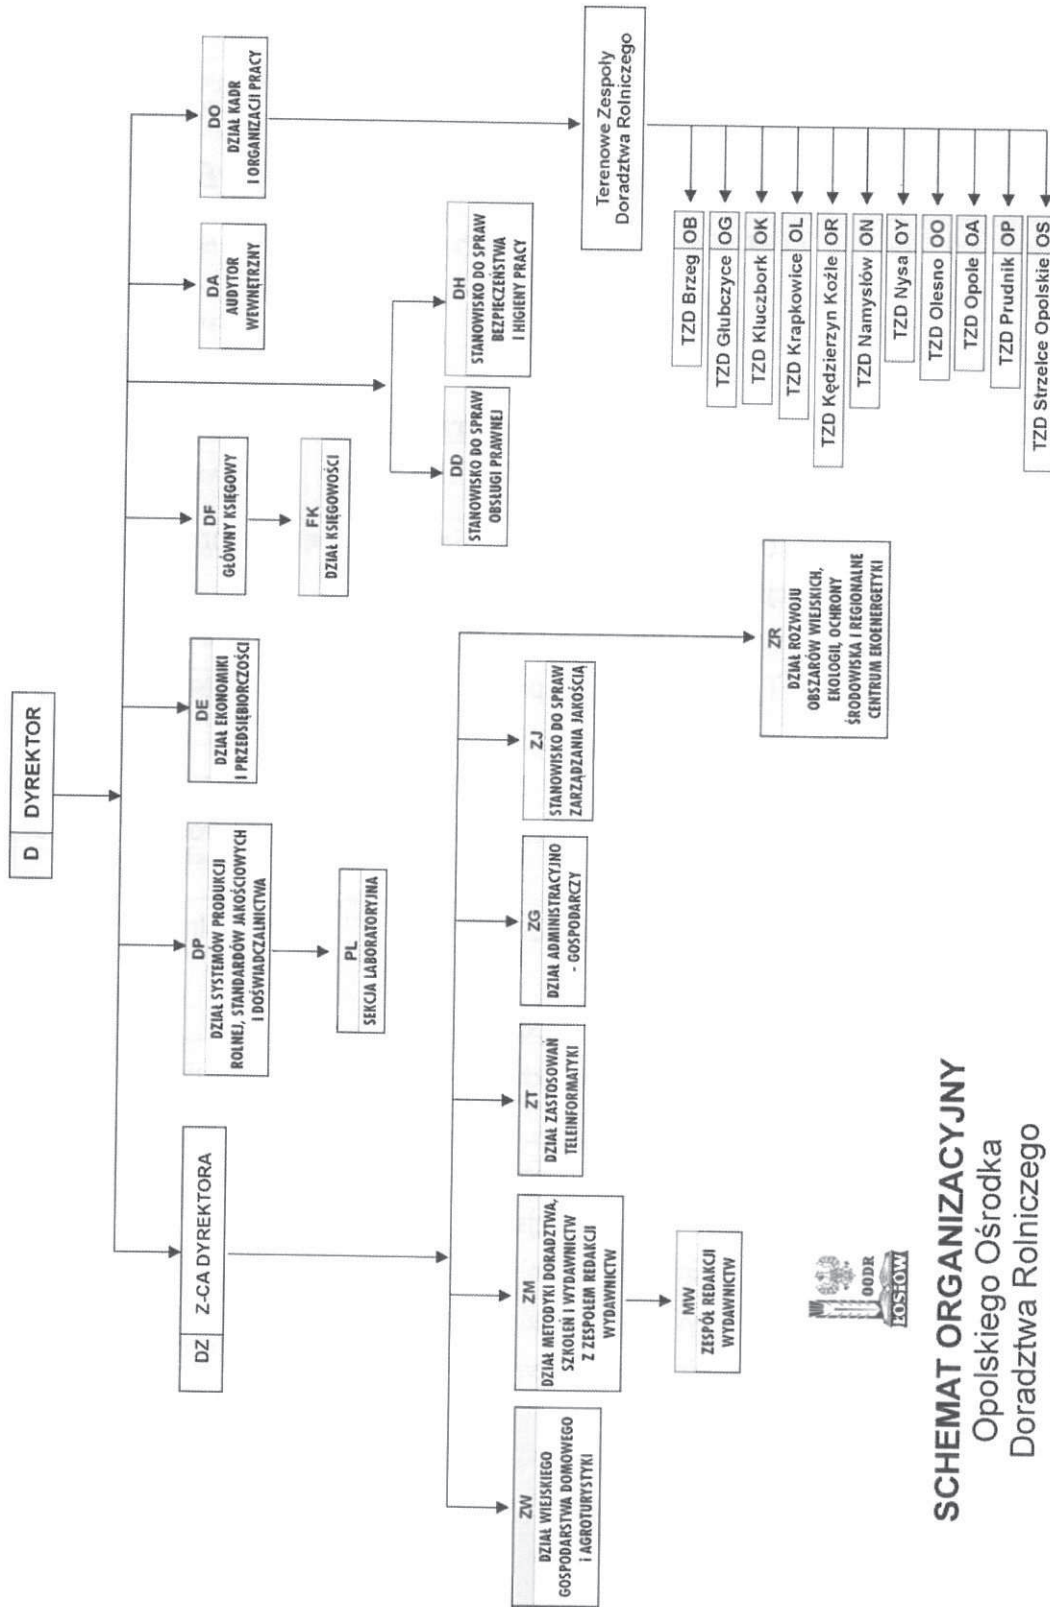 D DYREKTOR
DZ Z-CA DYREKTORA
DP
DZIAŁ SYSTEMÓW PRODUKCJI
ROLNEJ, STANDARDÓW JAKOŚCIOWYCH
I DOŚWIADCZALNICTWA
PL
SEKCJA LABORATORYJNA
DE
DZIAŁ EKONOMIKI
I PRZEDSIĘBIORCZOŚCI
DF
GŁÓWNY KSIĘGOWY
FK
DZIAŁ KSIĘGOWOŚCI
DD
STANOWISKO DO SPRAW
OBSŁUGI PRAWNEJ
DH
STANOWISKO DO SPRAW
BEZPIECZEŃSTWA
I HIGIENY PRACY
DA
AUDYTOR
WEWNĘTRZNY
DO
DZIAŁ KADR
I ORGANIZACJI PRACY
Terenowe Zespoły
Doradztwa Rolniczego
TZD Brzeg OB
TZD Głubczyce OG
TZD Kluczbork OK
TZD Krapkowice OL
TZD Kędzierzyn Koźle OR
TZD Namysłów ON
TZD Nysa OY
TZD Olesno OO
TZD Opole OA
TZD Prudnik OP
TZD Strzelce Opolskie OS
ZW
DZIAŁ WIEJSKIEGO
GOSPODARSTWA DOMOWEGO
I AGROTURYSTYKI
ZM
DZIAŁ METODYKI DORADZTWA,
SZKOLEŃ I WYDAWNICTW
Z ZESPOŁEM REDAKCJI
WYDAWNICTW
MW
ZESPÓŁ REDAKCJI
WYDAWNICTW
ZT
DZIAŁ ZASTOSOWAŃ
TELEINFORMATYKI
ZG
DZIAŁ ADMINISTRACYJNO
- GOSPODARCZY
ZJ
STANOWISKO DO SPRAW
ZARZĄDZANIA JAKOŚCIĄ
ZR
DZIAŁ ROZWOJU
OBSZARÓW WIEJSKICH,
EKOLOGII, OCHRONY
ŚRODOWISKA I REGIONALNE
CENTRUM EKOENERGETYKI
OODR
ŁOSIÓW
SCHEMAT ORGANIZACYJNY
Opolskiego Ośrodka
Doradztwa Rolniczego